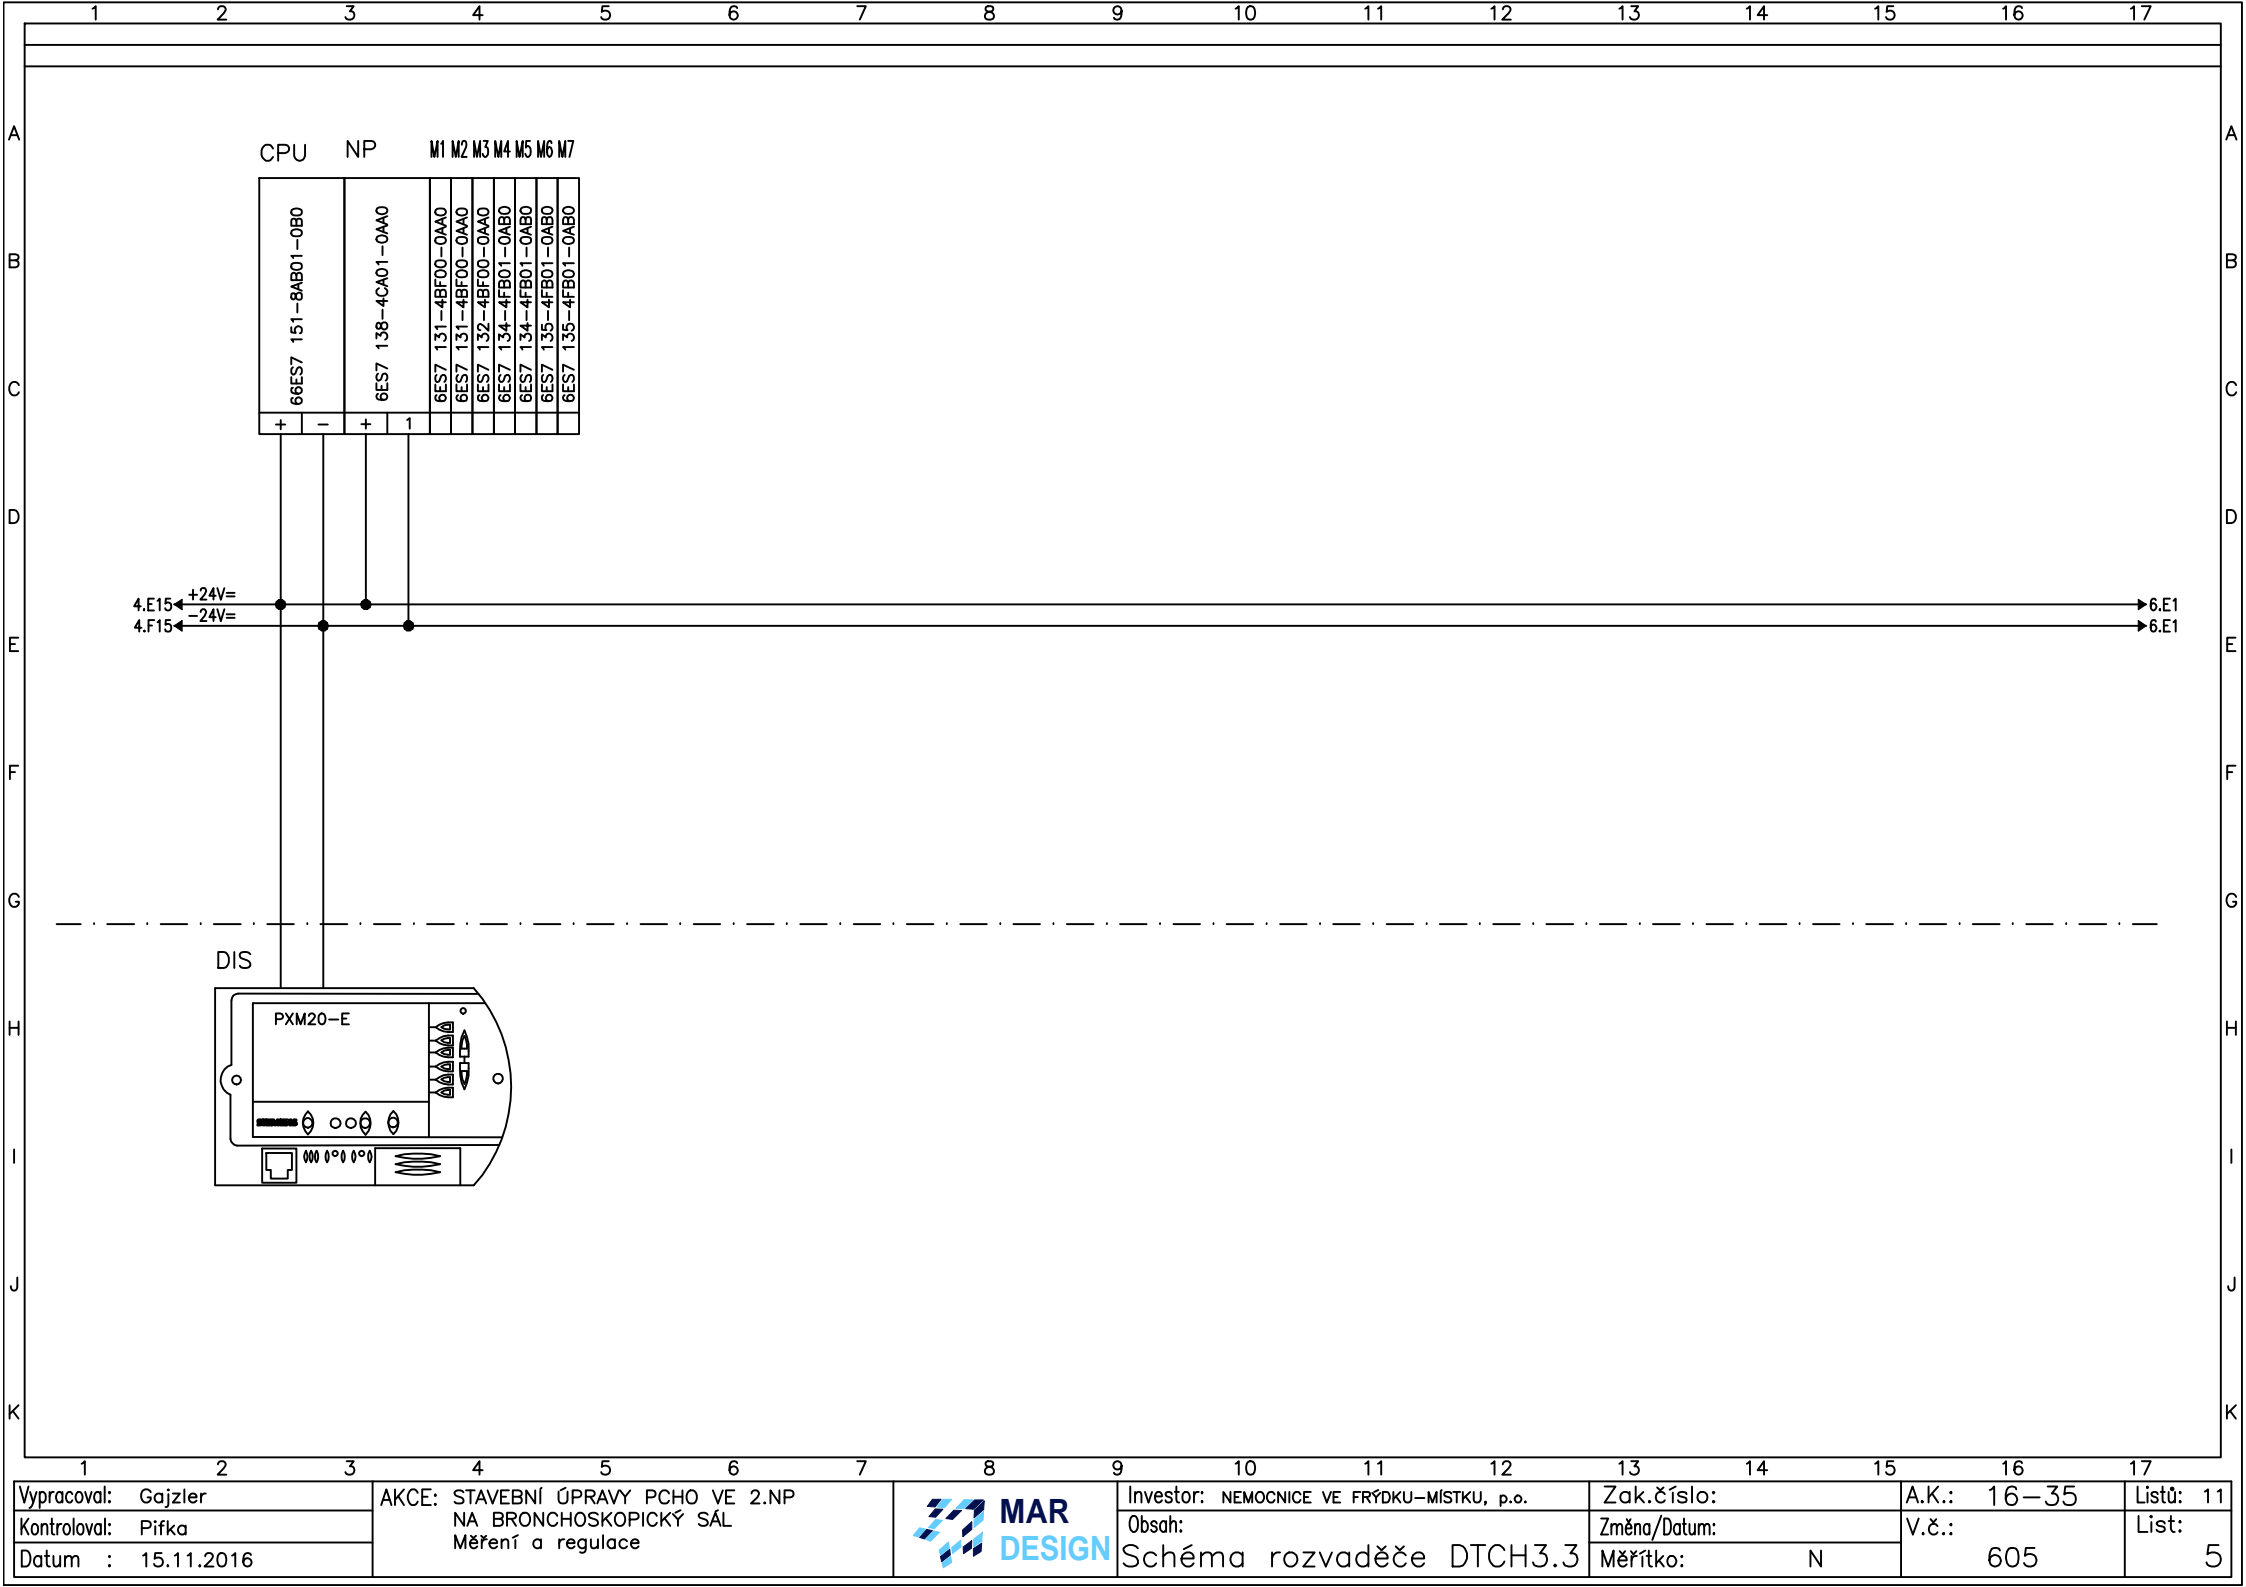 1 2 3 4 5 6 7 8 9 10 11 12 13 14 15 16 17
A A
CPU NP M1 M2 M3 M4 M5 M6 M7
66ES7 151-8AB01-0B0
6ES7 138-4CA01-0AA0
6ES7 131-4BF00-0AA0
6ES7 131-4BF00-0AA0
6ES7 132-4BF00-0AA0
6ES7 134-4FB01-0AB0
6ES7 134-4FB01-0AB0
6ES7 135-4FB01-0AB0
6ES7 135-4FB01-0AB0
B B
C C
+ - + 1
D D
4.E15 +24V= 6.E1
4.F15 -24V= 6.E1
E E
F F
G G
DIS
H H
PXM20-E
I I
J J
K K
1 2 3 4 5 6 7 8 9 10 11 12 13 14 15 16 17
Vypracoval: Gajzler
Kontroloval: Pifka
Datum : 15.11.2016
AKCE: STAVEBNÍ ÚPRAVY PCHO VE 2.NP
NA BRONCHOSKOPICKÝ SÁL
Měření a regulace
MAR
DESIGN
Investor: NEMOCNICE VE FRÝDKU-MÍSTKU, p.o.
Obsah:
Schéma rozvaděče DTCH3.3
Zak.číslo:
Změna/Datum:
Měřítko: N
A.K.: 16-35
V.č.:
605
Listů: 11
List:
5